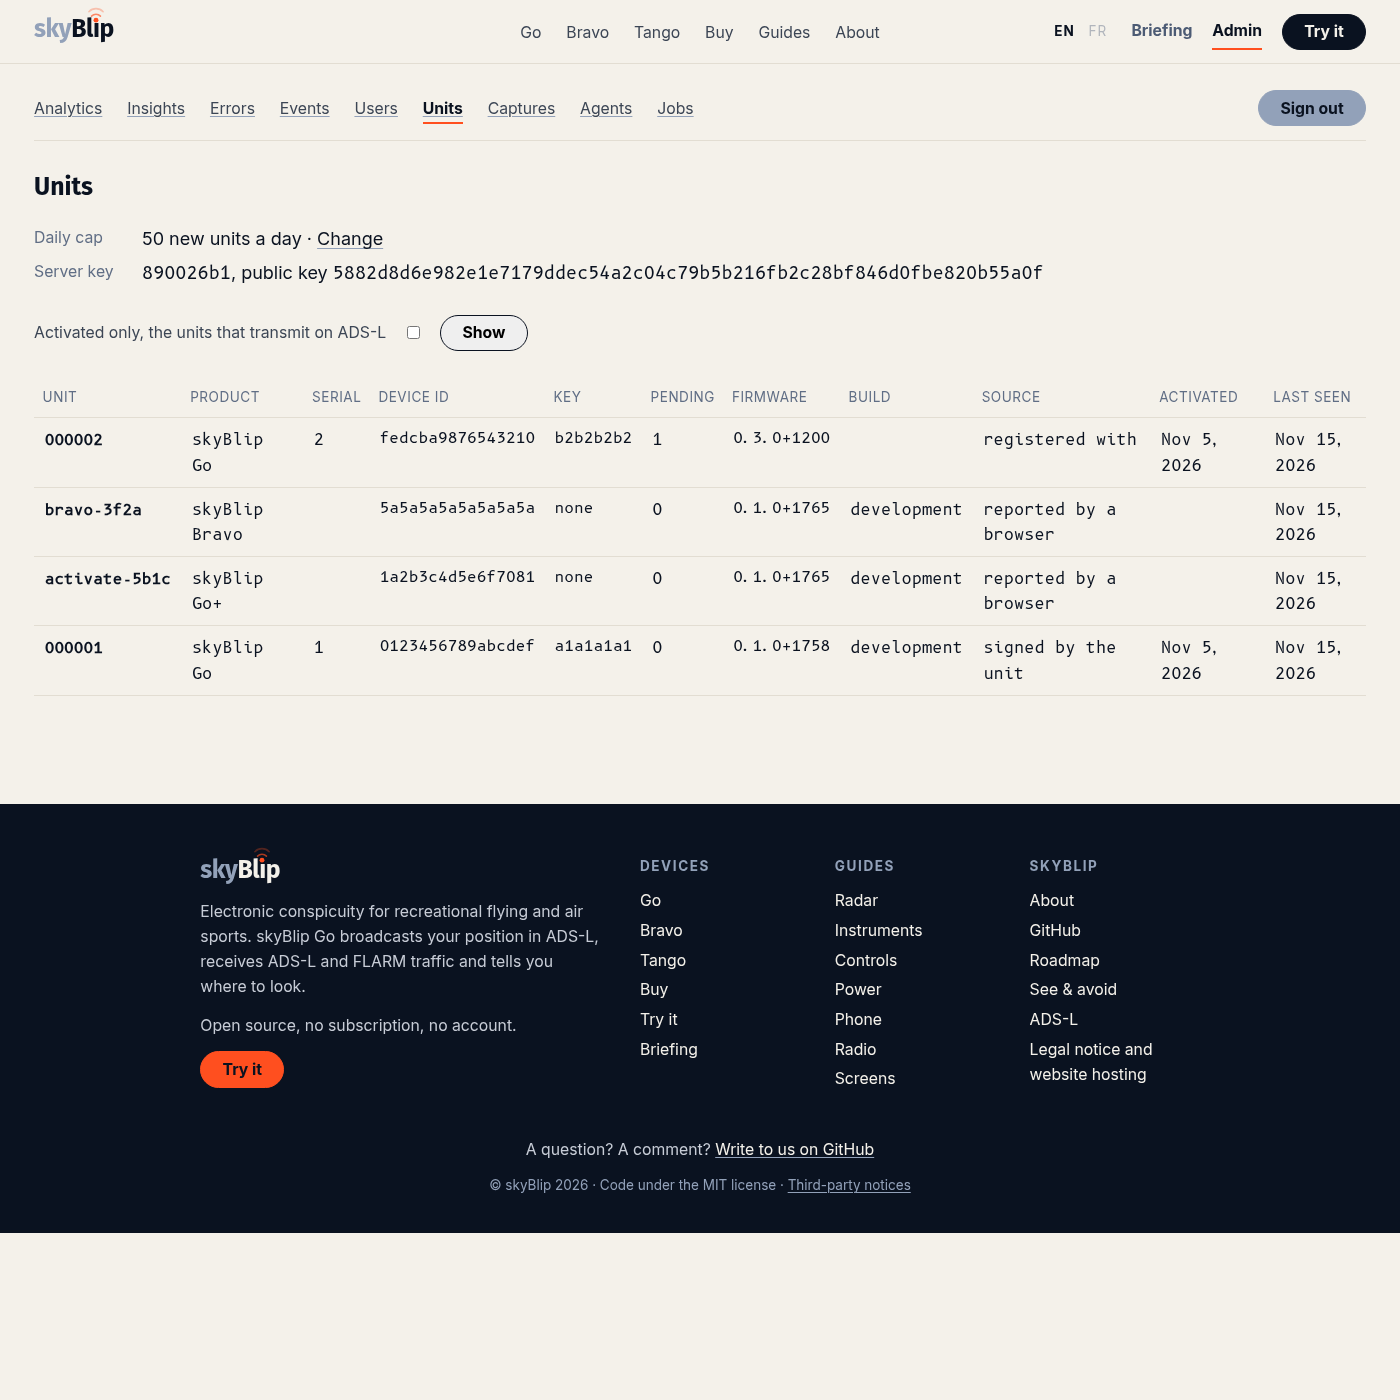 skyBlip
Go Bravo Tango Buy Guides About
EN FR Briefing Admin Try it
Analytics Insights Errors Events Users Units Captures Agents Jobs
Sign out
Units
Daily cap 50 new units a day · Change
Server key 890026b1, public key 5882d8d6e982e1e7179ddec54a2c04c79b5b216fb2c28bf846d0fbe820b55a0f
Activated only, the units that transmit on ADS-L Show
UNIT PRODUCT SERIAL DEVICE ID KEY PENDING FIRMWARE BUILD SOURCE ACTIVATED LAST SEEN
000002 skyBlip 2 fedcba9876543210 b2b2b2b2 1 0.3.0+1200 registered with Nov 5, Nov 15,
Go 2026 2026
bravo-3f2a skyBlip 5a5a5a5a5a5a5a5a none 0 0.1.0+1765 development reported by a Nov 15,
Bravo browser 2026
activate-5b1c skyBlip 1a2b3c4d5e6f7081 none 0 0.1.0+1765 development reported by a Nov 15,
Go+ browser 2026
000001 skyBlip 1 0123456789abcdef a1a1a1a1 0 0.1.0+1758 development signed by the Nov 5, Nov 15,
Go unit 2026 2026
skyBlip
Electronic conspicuity for recreational flying and air
sports. skyBlip Go broadcasts your position in ADS-L,
receives ADS-L and FLARM traffic and tells you
where to look.
Open source, no subscription, no account.
Try it
DEVICES
Go
Bravo
Tango
Buy
Try it
Briefing
GUIDES
Radar
Instruments
Controls
Power
Phone
Radio
Screens
SKYBLIP
About
GitHub
Roadmap
See & avoid
ADS-L
Legal notice and
website hosting
A question? A comment? Write to us on GitHub
© skyBlip 2026 · Code under the MIT license · Third-party notices